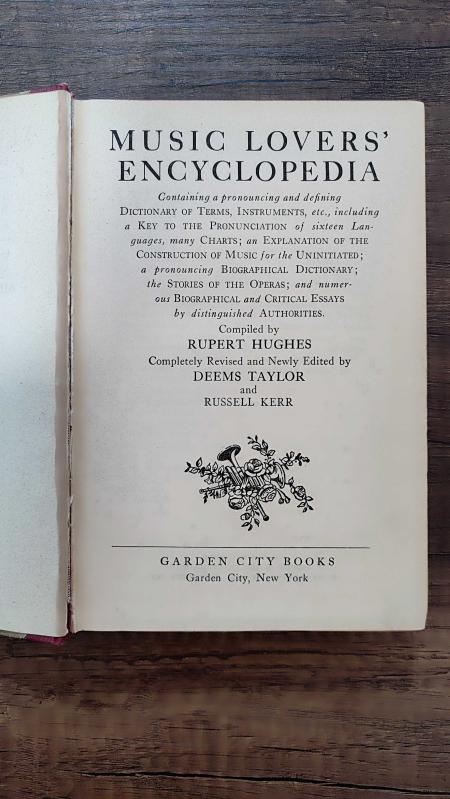 MUSIC LOVERS'
ENCYCLOPEDIA
Containing a pronouncing and defining
DICTIONARY OF TERMS, INSTRUMENTS, etc., including
a KEY TO THE PRONUNCIATION of sixteen Lan-
guages, many CHARTS; an EXPLANATION OF THE
CONSTRUCTION OF MUSIC for the UNINITIATED;
a pronouncing BIOGRAPHICAL DICTIONARY;
the STORIES OF THE OPERAS; and numer-
ous BIOGRAPHICAL and CRITICAL ESSAYS
by distinguished AUTHORITIES.
Compiled by
RUPERT HUGHES
Completely Revised and Newly Edited by
DEEMS TAYLOR
and
RUSSELL KERR
GARDEN CITY BOOKS
Garden City, New York